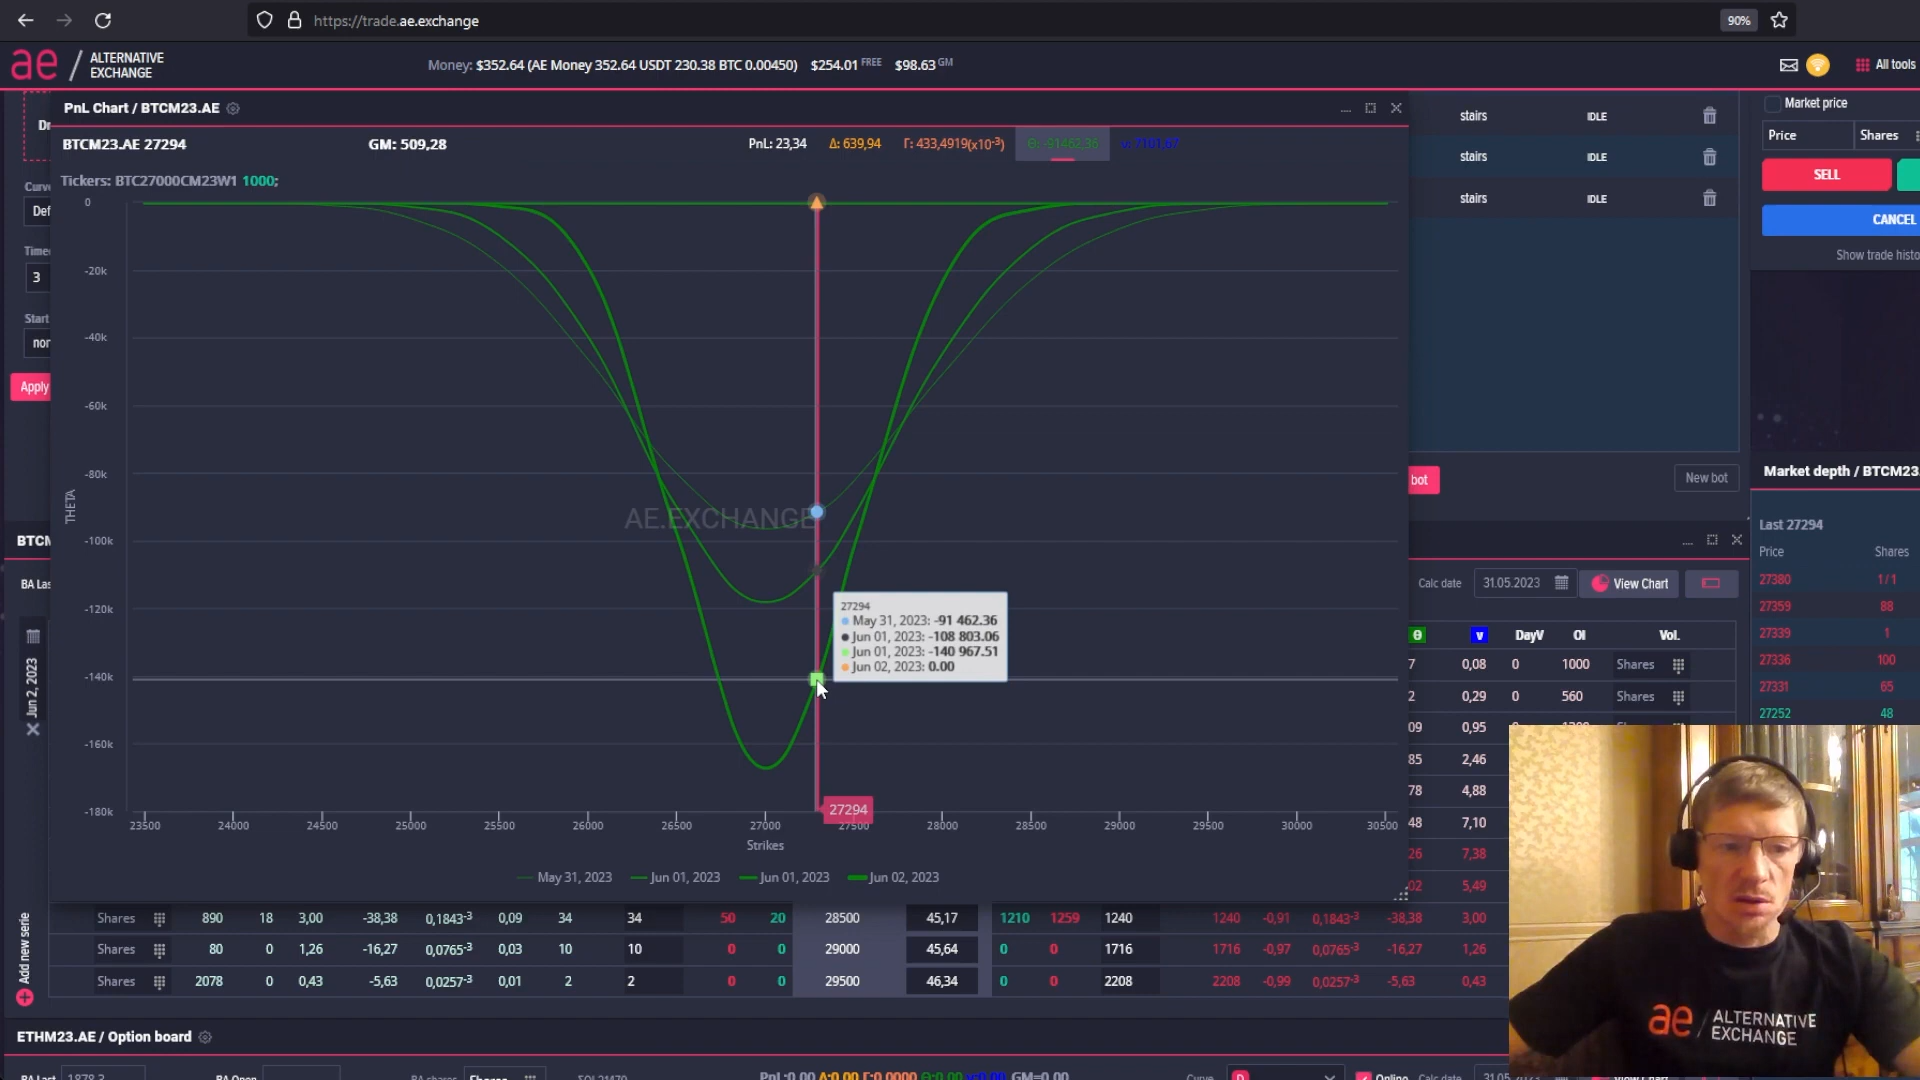 https://trade.ae.exchange
90%
ae / ALTERNATIVE EXCHANGE
Money: $352.64 (AE Money 352.64 USDT 230.38 BTC 0.00450) $254.01 FREE $98.63 GM
All tools
PnL Chart / BTCM23.AE
BTCM23.AE 27294
GM: 509,28
PnL: 23,34 Δ: 639,94 Γ: 433,4919(x10-3) Θ: -91462,36 ν: 7161,67
Tickers: BTC27000CM23W1 1000;
0
-20k
-40k
-60k
-80k
-100k
-120k
-140k
-160k
-180k
THETA
AE.EXCHANGE
27294
May 31, 2023: -91 462.36
Jun 01, 2023: -108 803.06
Jun 01, 2023: -140 967.51
Jun 02, 2023: 0.00
27294
23500 24000 24500 25000 25500 26000 26500 27000 27500 28000 28500 29000 29500 30000 30500
Strikes
May 31, 2023 Jun 01, 2023 Jun 01, 2023 Jun 02, 2023
Time
3
Start
Apply
Jun 2, 2023
Add new serie
stairs IDLE
stairs IDLE
stairs IDLE
bot
New bot
Market price
Price Shares
SELL
CANCEL
Market depth / BTCM23.
Last 27294
Price Shares
27380 1/1
27359 88
27339 1
27336 100
27331 65
27252 48
Calc date 31.05.2023 View Chart
Θ ν DayV OI Vol.
7 0,08 0 1000 Shares
2 0,29 0 560 Shares
09 0,95
85 2,46
78 4,88
48 7,10
26 7,38
02 5,49
Shares 890 18 3,00 -38,38 0,1843-3 0,09 34 34 50 20 28500 45,17 1210 1259 1240 1240 -0,91 0,1843-3 -38,38 3,00
Shares 80 0 1,26 -16,27 0,0765-3 0,03 10 10 0 0 29000 45,64 0 0 1716 1716 -0,97 0,0765-3 -16,27 1,26
Shares 2078 0 0,43 -5,63 0,0257-3 0,01 2 2 0 0 29500 46,34 0 0 2208 2208 -0,99 0,0257-3 -5,63 0,43
ETHM23.AE / Option board
ae / ALTERNATIVE EXCHANGE